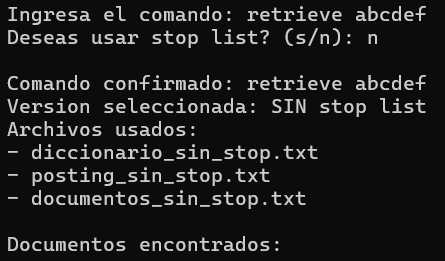 Ingresa el comando: retrieve abcdef
Deseas usar stop list? (s/n): n
Comando confirmado: retrieve abcdef
Version seleccionada: SIN stop list
Archivos usados:
- diccionario_sin_stop.txt
- posting_sin_stop.txt
- documentos_sin_stop.txt
Documentos encontrados: